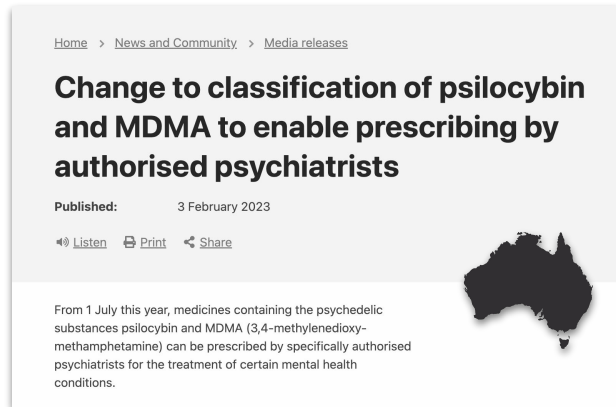 Home > News and Community > Media releases
Change to classification of psilocybin
and MDMA to enable prescribing by
authorised psychiatrists
Published: 3 February 2023
Listen Print Share
From 1 July this year, medicines containing the psychedelic
substances psilocybin and MDMA (3,4-methylenedioxy-
methamphetamine) can be prescribed by specifically authorised
psychiatrists for the treatment of certain mental health
conditions.